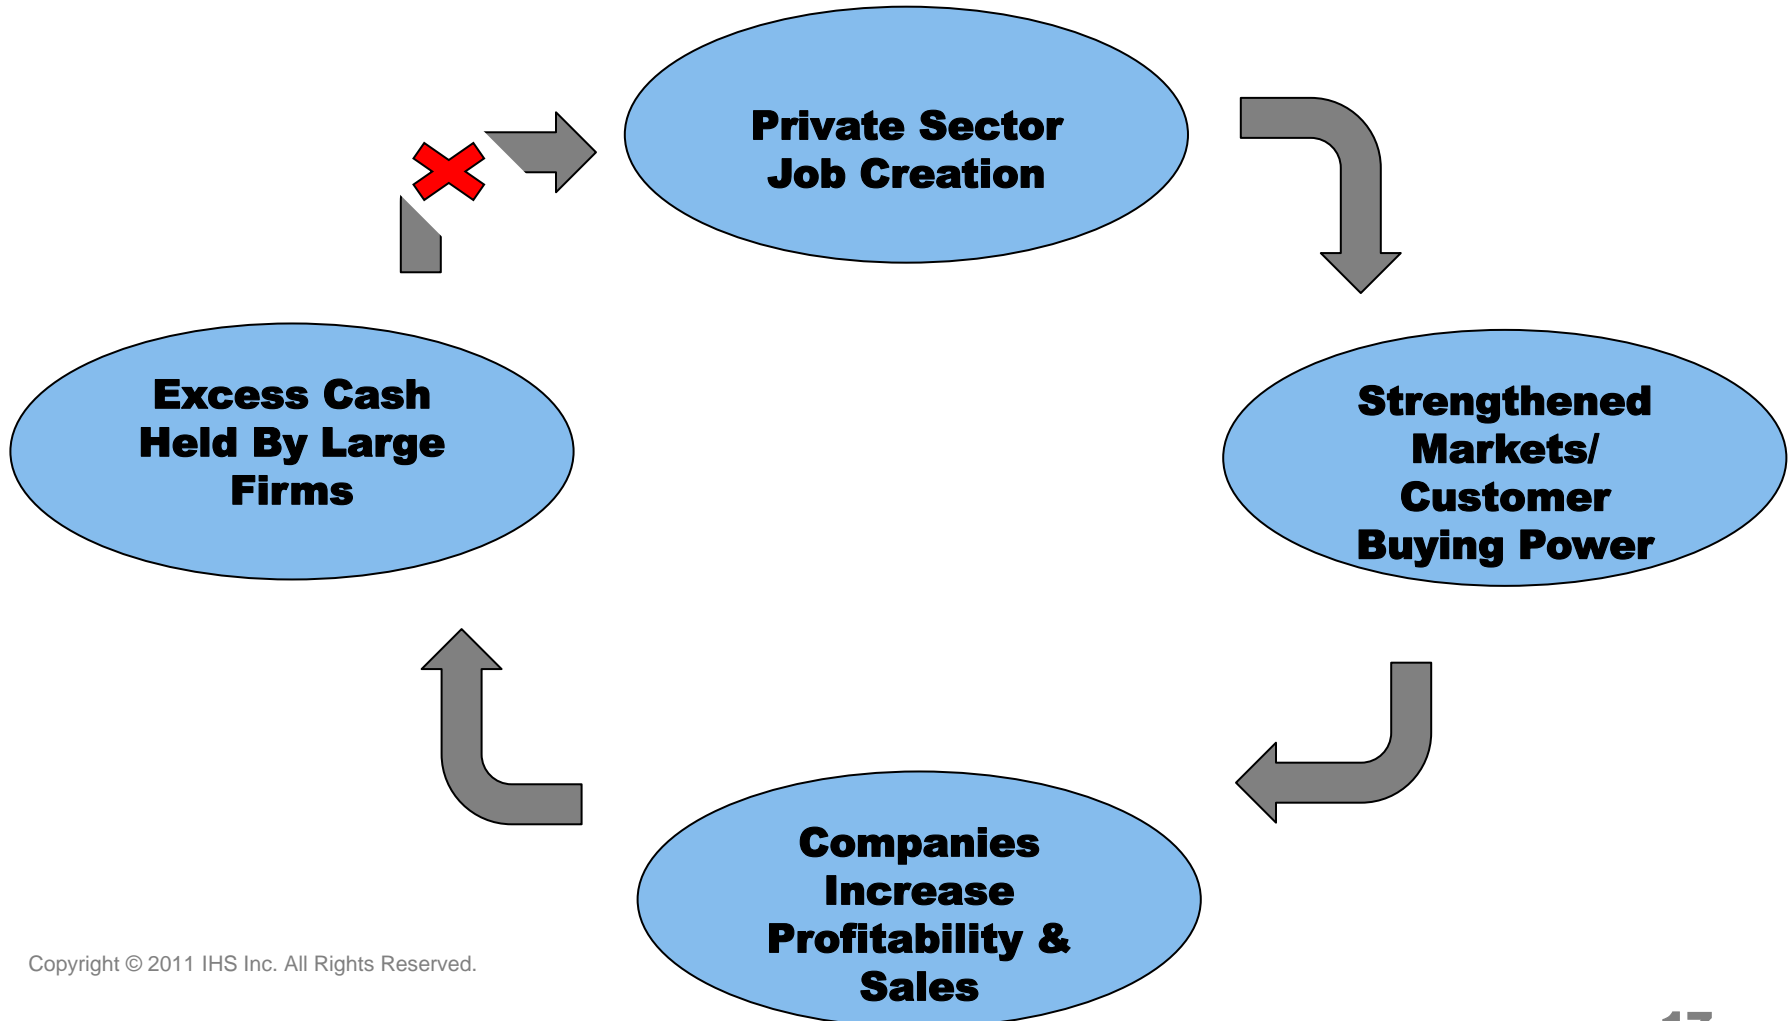 Private Sector
Job Creation
Excess Cash
Held By Large
Firms
Strengthened
Markets/
Customer
Buying Power
Companies
Increase
Profitability &
Sales
Copyright © 2011 IHS Inc. All Rights Reserved.
17